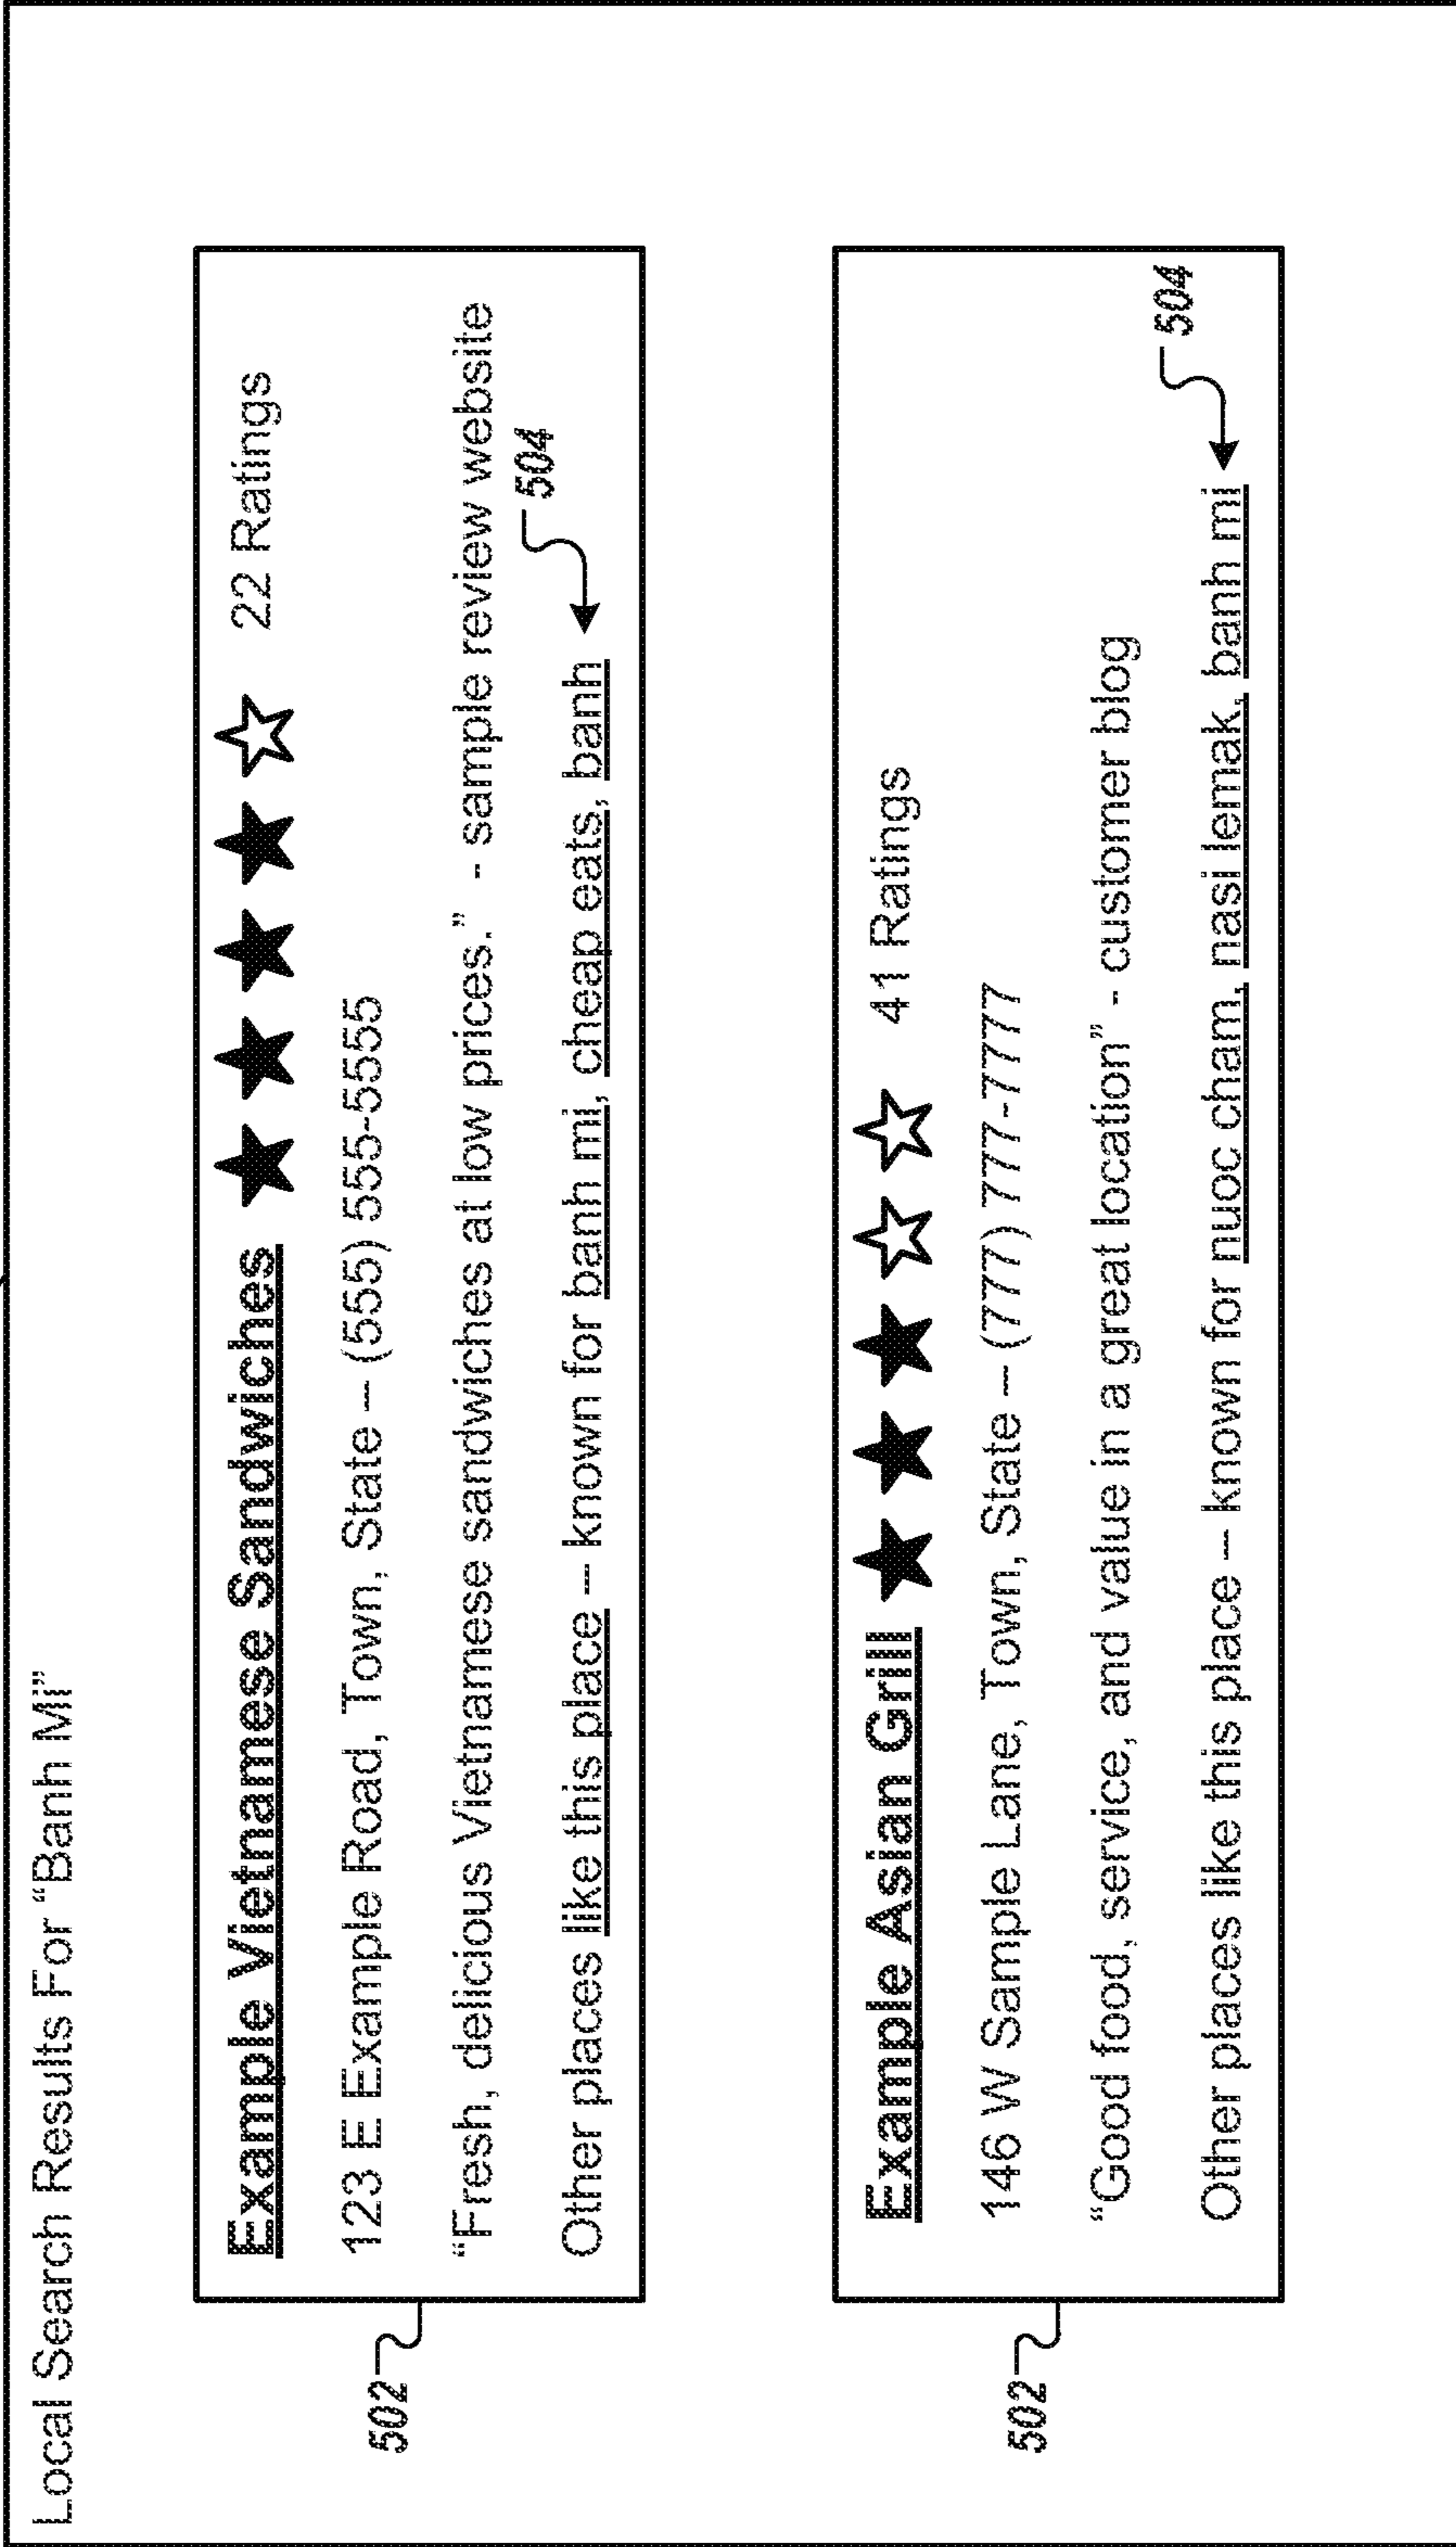 Local Search Results For “Banh Mi”
Example Vietnamese Sandwiches 22 Ratings
123 E Example Road, Town, State – (555) 555-5555
“Fresh, delicious Vietnamese sandwiches at low prices.” - sample review website
Other places like this place – known for banh mi, cheap eats, banh
504
502
Example Asian Grill 41 Ratings
146 W Sample Lane, Town, State – (777) 777-7777
“Good food, service, and value in a great location” - customer blog
Other places like this place – known for nuoc cham, nasi lemak, banh mi
504
502